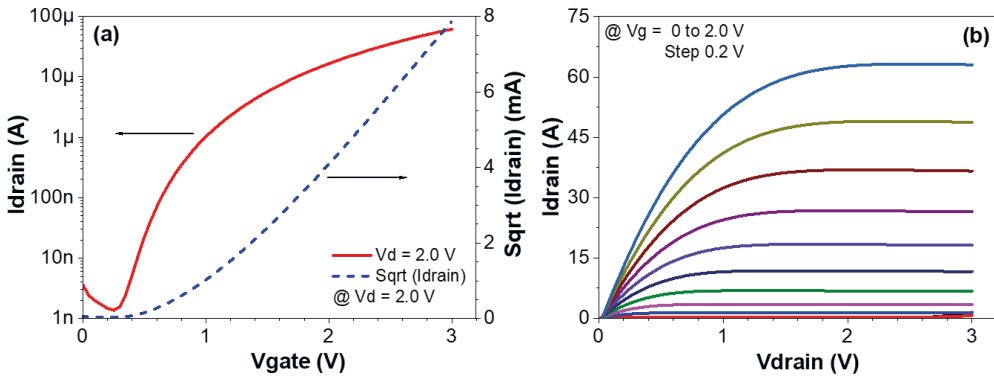 (a)
100µ
10µ
1µ
100n
10n
1n
Idrain (A)
0
1
2
3
Vgate (V)
8
6
4
2
0
Sqrt (Idrain) (mA)
Vd = 2.0 V
Sqrt (Idrain)
@ Vd = 2.0 V
@ Vg = 0 to 2.0 V
Step 0.2 V
(b)
75
60
45
30
15
0
Idrain (A)
0
1
2
3
Vdrain (V)